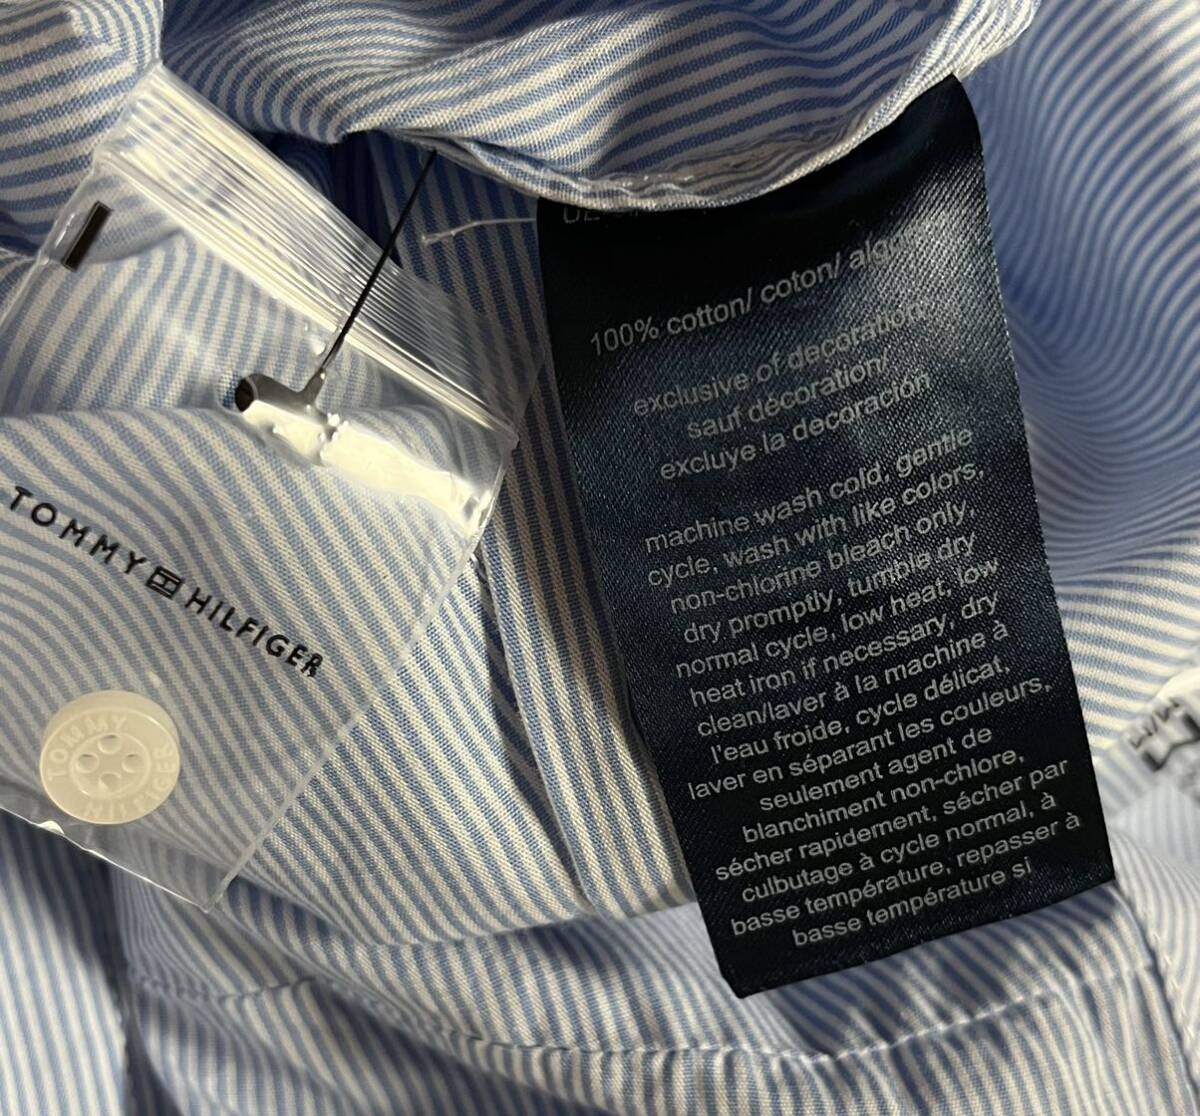 TOMMY HILFIGER
TOMMY
HILFIGER
100% cotton/ coton/
exclusive of decoration/
sauf décoration/
excluye la decoración
machine wash cold, gentle
cycle, wash with like colors,
non-chlorine bleach only,
dry promptly, tumble dry
normal cycle, low heat, low
heat iron if necessary, dry
clean/laver à la machine à
l'eau froide, cycle délicat,
laver en séparant les couleurs,
seulement agent de
blanchiment non-chlore,
sécher rapidement, sécher par
culbutage à cycle normal, à
basse température, repasser à
basse température si